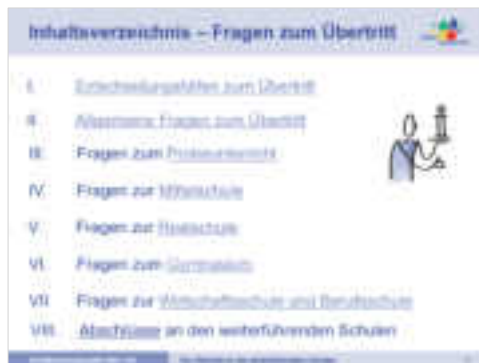 Inhaltsverzeichnis – Fragen zum Übertritt
I. Entscheidungshilfen zum Übertritt
II. Allgemeine Fragen zum Übertritt
III. Fragen zum Probeunterricht
IV. Fragen zur Mittelschule
V. Fragen zur Realschule
VI. Fragen zum Gymnasium
VII. Fragen zur Wirtschaftsschule und Berufsschule
VIII. Abschlüsse an den weiterführenden Schulen